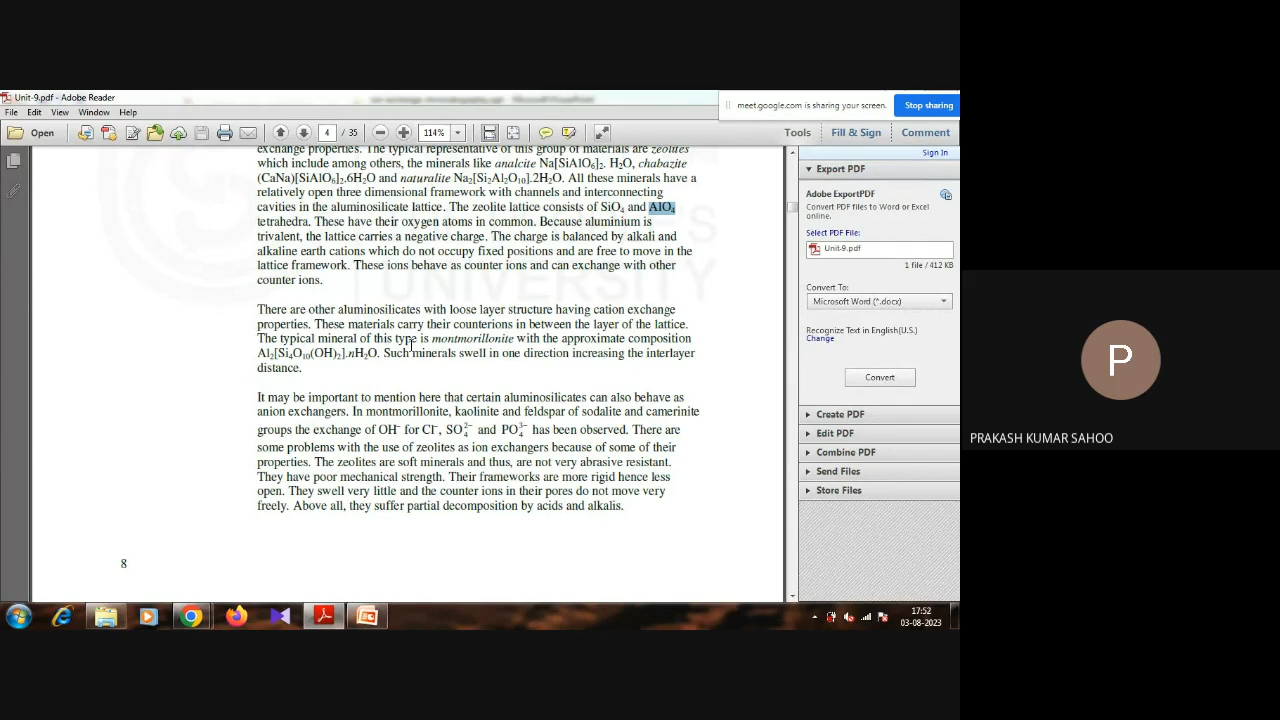 Unit-9.pdf - Adobe Reader
meet.google.com is sharing your screen.
Stop sharing
File Edit View Window Help
Open
4 / 35
114%
Tools
Fill & Sign
Comment
exchange properties. The typical representative of this group of materials are zeolites
which include among others, the minerals like analcite Na[SiAlO₆]₂. H₂O, chabazite
(CaNa)[SiAlO₆]₂.6H₂O and naturalite Na₂[Si₂Al₂O₁₀].2H₂O. All these minerals have a
relatively open three dimensional framework with channels and interconnecting
cavities in the aluminosilicate lattice. The zeolite lattice consists of SiO₄ and AlO₄
tetrahedra. These have their oxygen atoms in common. Because aluminium is
trivalent, the lattice carries a negative charge. The charge is balanced by alkali and
alkaline earth cations which do not occupy fixed positions and are free to move in the
lattice framework. These ions behave as counter ions and can exchange with other
counter ions.
There are other aluminosilicates with loose layer structure having cation exchange
properties. These materials carry their counterions in between the layer of the lattice.
The typical mineral of this type is montmorillonite with the approximate composition
Al₂[Si₄O₁₀(OH)₂].nH₂O. Such minerals swell in one direction increasing the interlayer
distance.
It may be important to mention here that certain aluminosilicates can also behave as
anion exchangers. In montmorillonite, kaolinite and feldspar of sodalite and camerinite
groups the exchange of OH⁻ for Cl⁻, SO₄²⁻ and PO₄³⁻ has been observed. There are
some problems with the use of zeolites as ion exchangers because of some of their
properties. The zeolites are soft minerals and thus, are not very abrasive resistant.
They have poor mechanical strength. Their frameworks are more rigid hence less
open. They swell very little and the counter ions in their pores do not move very
freely. Above all, they suffer partial decomposition by acids and alkalis.
8
UNIVERSITY
Sign In
Export PDF
Adobe ExportPDF
Convert PDF files to Word or Excel
online.
Select PDF File:
Unit-9.pdf
1 file / 412 KB
Convert To:
Microsoft Word (*.docx)
Recognize Text in English(U.S.)
Change
Convert
Create PDF
Edit PDF
Combine PDF
Send Files
Store Files
17:52
03-08-2023
P
PRAKASH KUMAR SAHOO